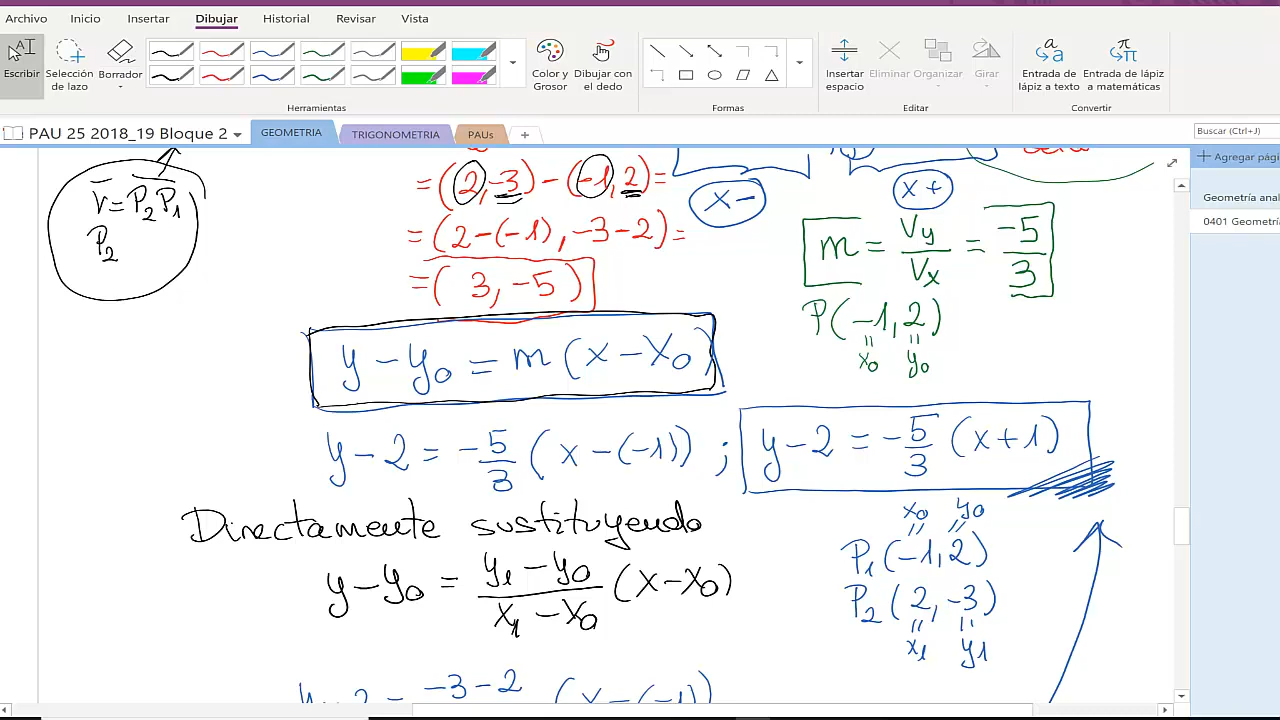 Archivo Inicio Insertar Dibujar Historial Revisar Vista
Escribir Selección de lazo Borrador Color y Grosor Dibujar con el dedo Insertar espacio Eliminar Organizar Girar Entrada de lápiz a texto Entrada de lápiz a matemáticas
Herramientas Formas Editar Convertir
PAU 25 2018_19 Bloque 2 GEOMETRIA TRIGONOMETRIA PAUs Buscar (Ctrl+J)
Agregar pági
Geometría ana
0401 Geometrí
V = P2P1
P2
=(2,-3)-(-1,2)=
=(2-(-1),-3-2)=
=(3,-5)
x- x+
m = Vy/Vx = -5/3
P(-1,2)
x0 y0
y-y0 = m(x-x0)
y-2 = -5/3 (x-(-1)) ; y-2 = -5/3 (x+1)
Directamente sustituyendo
y-y0 = y1-y0/x1-x0 (x-x0)
x0 y0
P1(-1,2)
P2(2,-3)
x1 y1
y-2 = -3-2 (x-(-1))